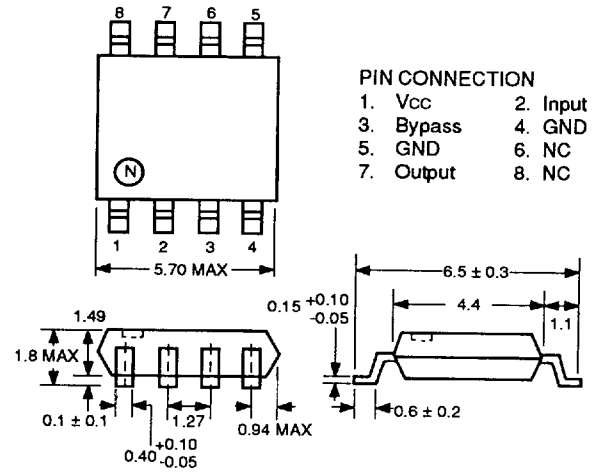 8 7 6 5
N
1 2 3 4
5.70 MAX
PIN CONNECTION
1. Vcc 2. Input
3. Bypass 4. GND
5. GND 6. NC
7. Output 8. NC
1.49
1.8 MAX
0.1 ± 0.1
1.27
0.94 MAX
0.40 +0.10 -0.05
6.5 ± 0.3
0.15 +0.10 -0.05
4.4
1.1
0.6 ± 0.2